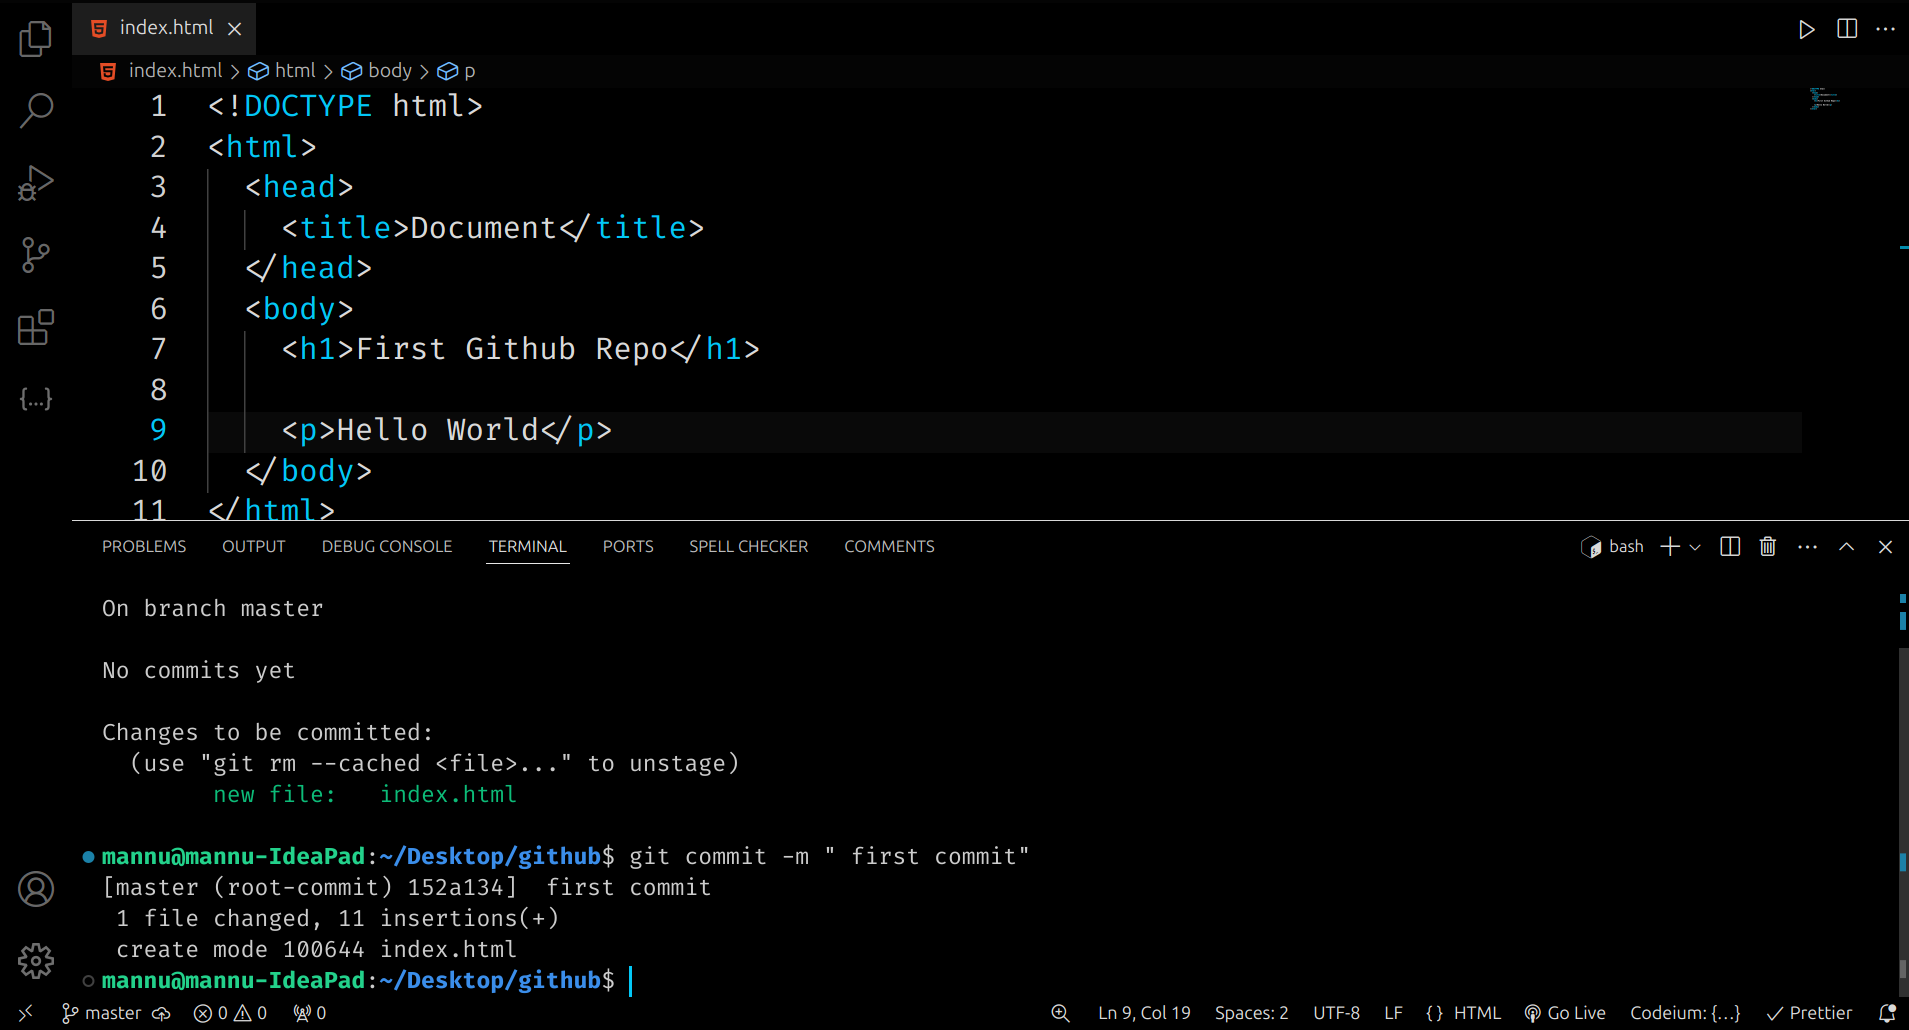 index.html
index.html > html > body > p
1 <!DOCTYPE html>
2 <html>
3 <head>
4 <title>Document</title>
5 </head>
6 <body>
7 <h1>First Github Repo</h1>
8
9 <p>Hello World</p>
10 </body>
11 </html>
PROBLEMS OUTPUT DEBUG CONSOLE TERMINAL PORTS SPELL CHECKER COMMENTS bash
On branch master
No commits yet
Changes to be committed:
(use "git rm --cached <file>..." to unstage)
new file: index.html
mannu@mannu-IdeaPad:~/Desktop/github$ git commit -m " first commit"
[master (root-commit) 152a134] first commit
1 file changed, 11 insertions(+)
create mode 100644 index.html
mannu@mannu-IdeaPad:~/Desktop/github$
master 0 0 0 Ln 9, Col 19 Spaces: 2 UTF-8 LF {} HTML Go Live Codeium: {...} Prettier